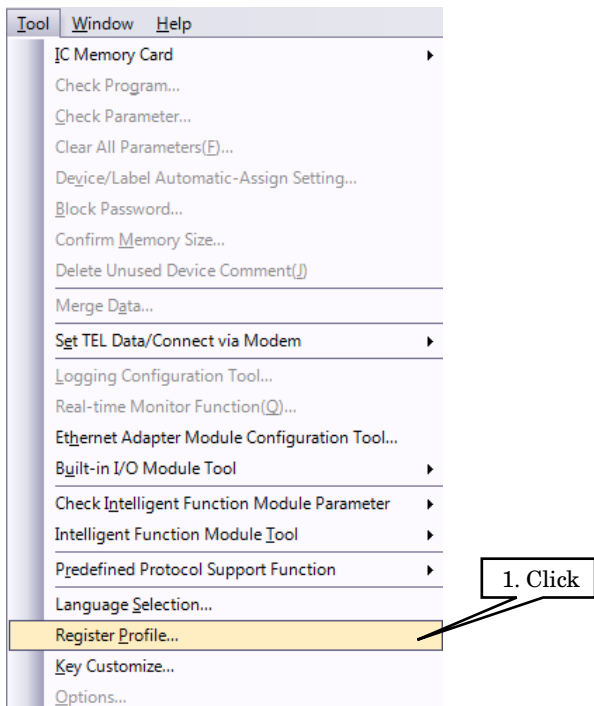 Tool Window Help
IC Memory Card
Check Program...
Check Parameter...
Clear All Parameters(F)...
Device/Label Automatic-Assign Setting...
Block Password...
Confirm Memory Size...
Delete Unused Device Comment(J)
Merge Data...
Set TEL Data/Connect via Modem
Logging Configuration Tool...
Real-time Monitor Function(Q)...
Ethernet Adapter Module Configuration Tool...
Built-in I/O Module Tool
Check Intelligent Function Module Parameter
Intelligent Function Module Tool
Predefined Protocol Support Function
1. Click
Language Selection...
Register Profile...
Key Customize...
Options...